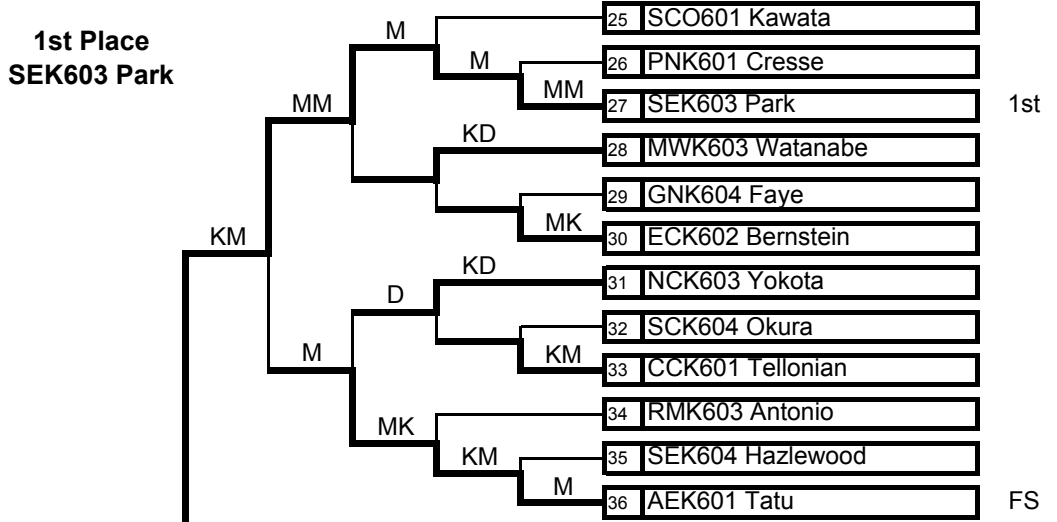 1st Place
SEK603 Park
M
25 SCO601 Kawata
M
26 PNK601 Cresse
MM
MM
27 SEK603 Park 1st
KD
28 MWK603 Watanabe
29 GNK604 Faye
MK
30 ECK602 Bernstein
KM
KD
31 NCK603 Yokota
D
32 SCK604 Okura
M
KM
33 CCK601 Tellonian
34 RMK603 Antonio
MK
KM
35 SEK604 Hazlewood
M
36 AEK601 Tatu FS